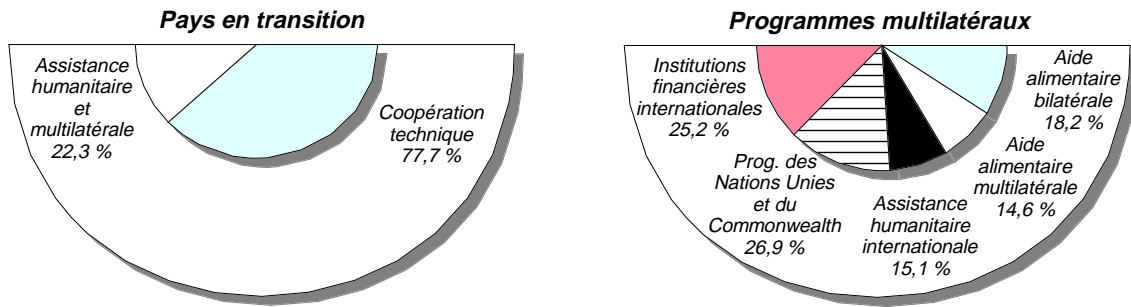 Pays en transition
Assistance
humanitaire
et
multilatérale
22,3 %
Coopération
technique
77,7 %
Programmes multilatéraux
Institutions
financières
internationales
25,2 %
Prog. des
Nations Unies
et du
Commonwealth
26,9 %
Assistance
humanitaire
internationale
15,1 %
Aide
alimentaire
multilatérale
14,6 %
Aide
alimentaire
bilatérale
18,2 %